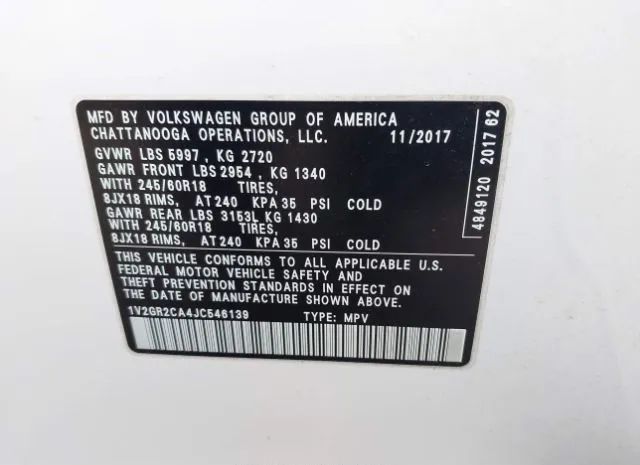 MFD BY VOLKSWAGEN GROUP OF AMERICA
CHATTANOOGA OPERATIONS, LLC. 11/2017
GVWR LBS 5997 , KG 2720
GAWR FRONT LBS 2954 , KG 1340
WITH 245/60R18 TIRES,
8JX18 RIMS, AT 240 KPA 35 PSI COLD
GAWR REAR LBS 3153L KG 1430
WITH 245/60R18 TIRES,
8JX18 RIMS, AT 240 KPA 35 PSI COLD
THIS VEHICLE CONFORMS TO ALL APPLICABLE U.S.
FEDERAL MOTOR VEHICLE SAFETY AND
THEFT PREVENTION STANDARDS IN EFFECT ON
THE DATE OF MANUFACTURE SHOWN ABOVE.
1V2GR2CA4JC546139 TYPE: MPV
4849120 2017 62